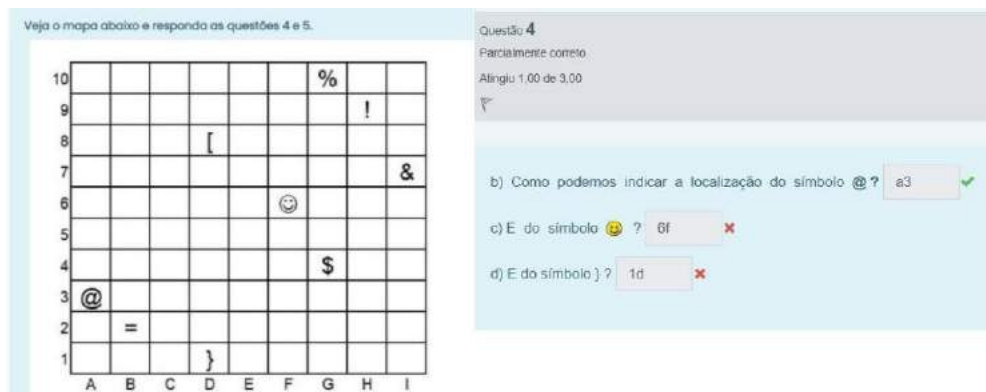 Veja o mapa abaixo e responda as questões 4 e 5.
10 %
9 !
8 [
7 &
6 ☺
5
4 $
3 @
2 =
1 }
A B C D E F G H I
Questão 4
Parcialmente correto
Atingiu 1,00 de 3,00
b) Como podemos indicar a localização do símbolo @ ? a3
c) E do símbolo ? 6f
d) E do símbolo } ? 1d